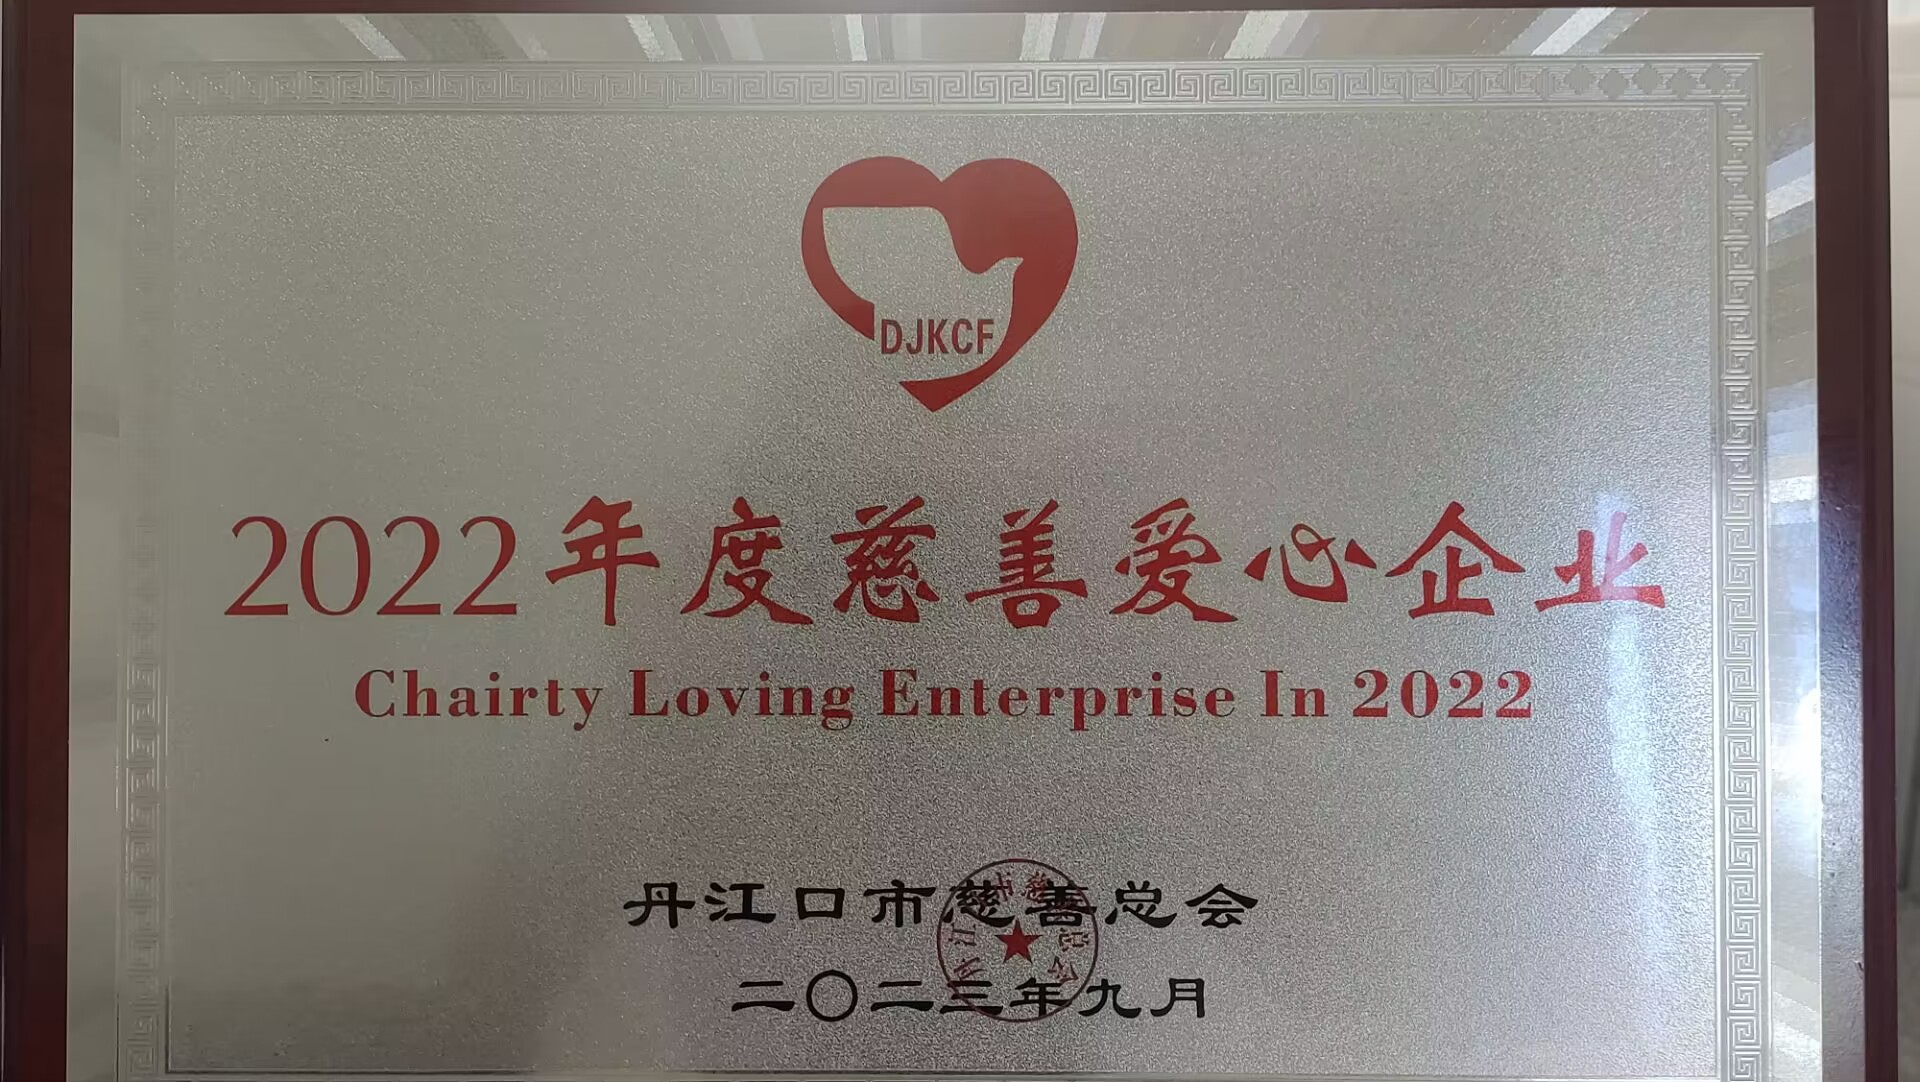 DJKCF
2022年度慈善爱心企业
Chairty Loving Enterprise In 2022
丹江口市慈善总会
二〇二三年九月